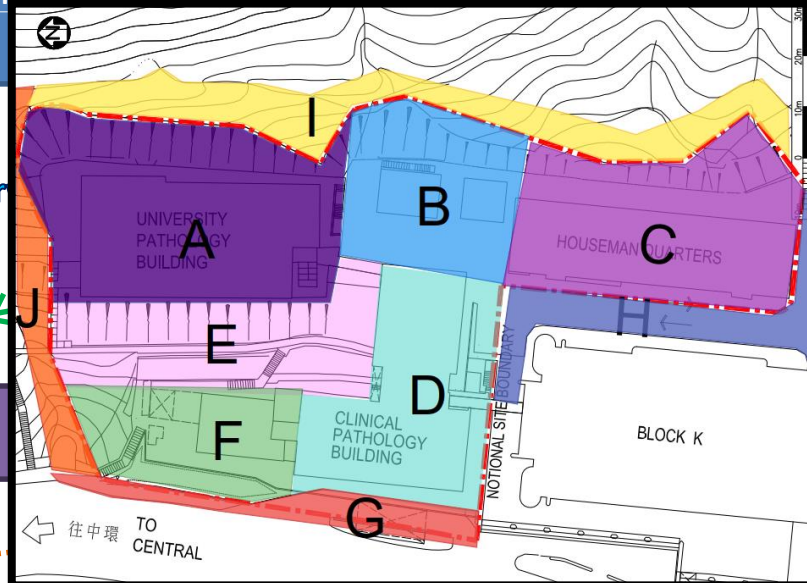 N
30m
20m
10m
0
I
B
UNIVERSITY
PATHOLOGY
BUILDING
A
HOUSEMAN QUARTERS
C
J
H
E
NOTIONAL SITE BOUNDARY
D
BLOCK K
CLINICAL
PATHOLOGY
BUILDING
F
G
往中環
TO
CENTRAL